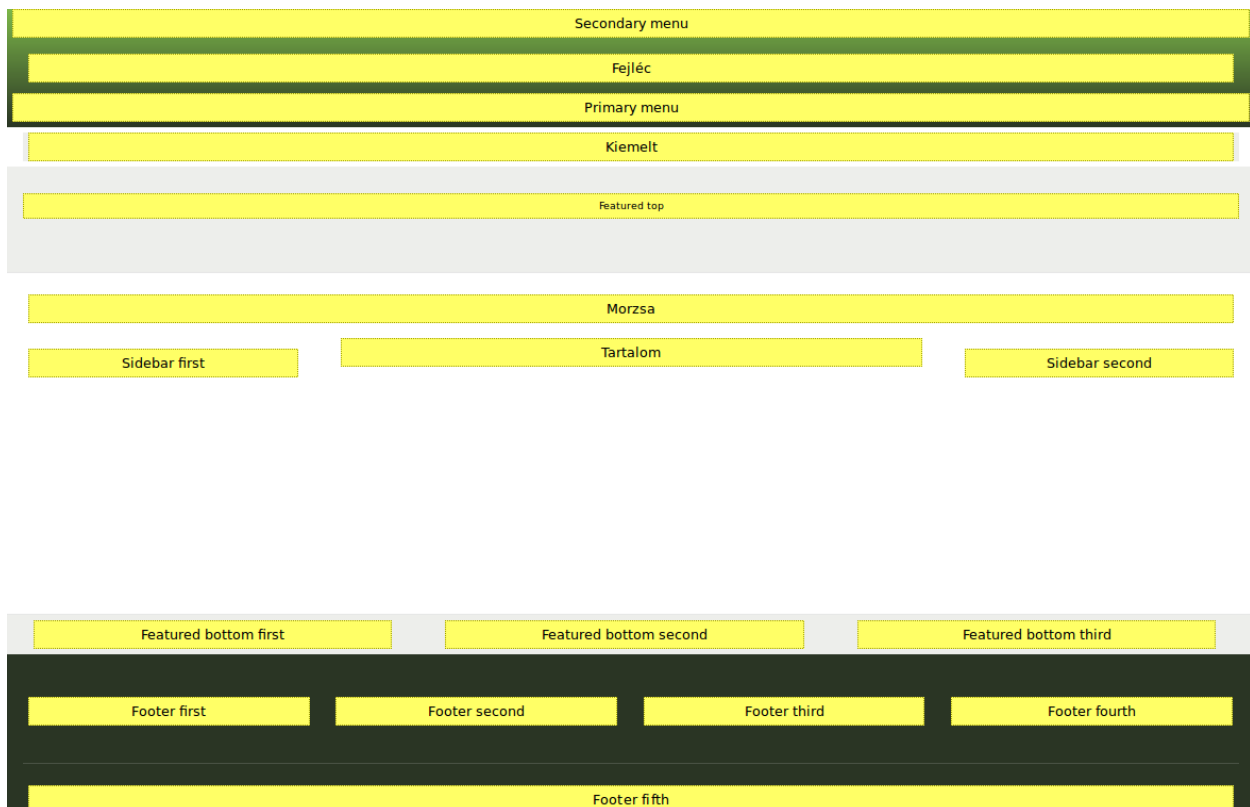 Secondary menu
Fejléc
Primary menu
Kiemelt
Featured top
Morzsa
Sidebar first
Tartalom
Sidebar second
Featured bottom first
Featured bottom second
Featured bottom third
Footer first
Footer second
Footer third
Footer fourth
Footer fifth